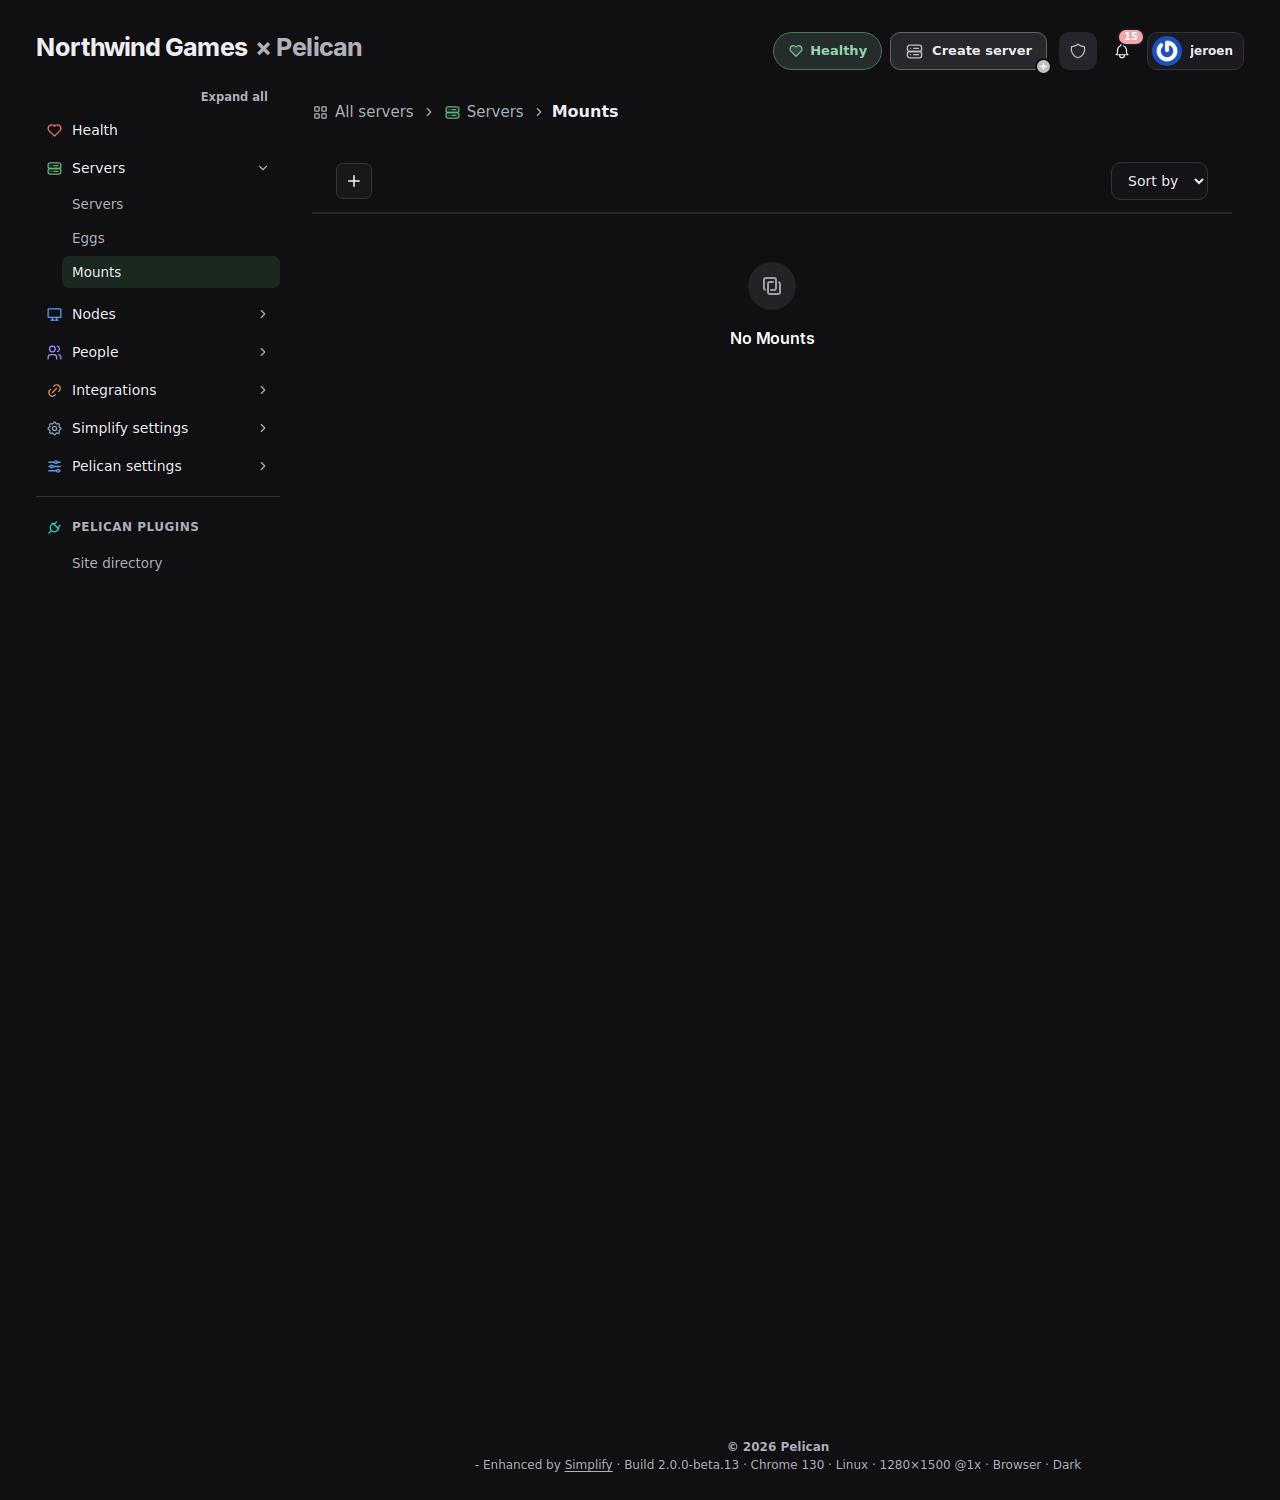 Northwind Games × Pelican
Healthy
Create server
15
jeroen
Expand all
Health
Servers
Servers
Eggs
Mounts
Nodes
People
Integrations
Simplify settings
Pelican settings
PELICAN PLUGINS
Site directory
All servers > Servers > Mounts
Sort by
No Mounts
© 2026 Pelican
- Enhanced by Simplify · Build 2.0.0-beta.13 · Chrome 130 · Linux · 1280×1500 @1x · Browser · Dark